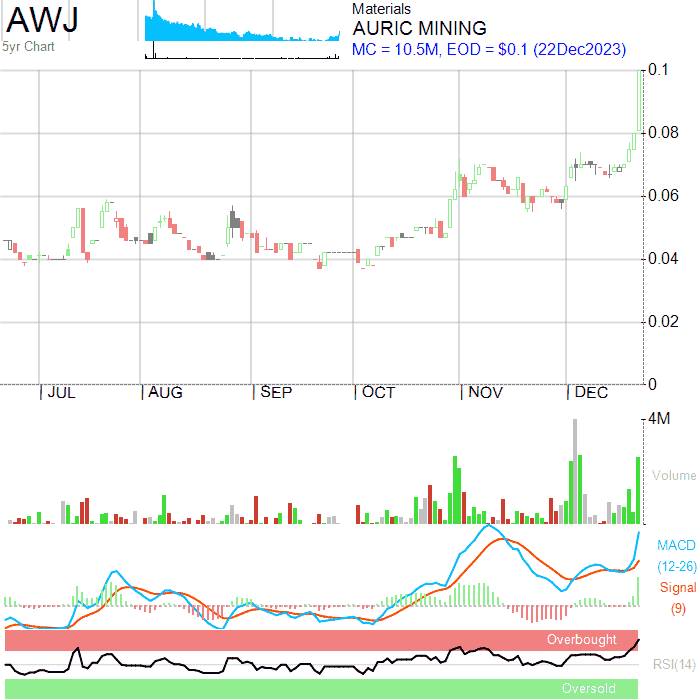 AWJ
5yr Chart
Materials
AURIC MINING
MC = 10.5M, EOD = $0.1 (22Dec2023)
0.1
0.08
0.06
0.04
0.02
0
JUL
AUG
SEP
OCT
NOV
DEC
4M
Volume
MACD
(12-26)
Signal
(9)
Overbought
RSI(14)
Oversold